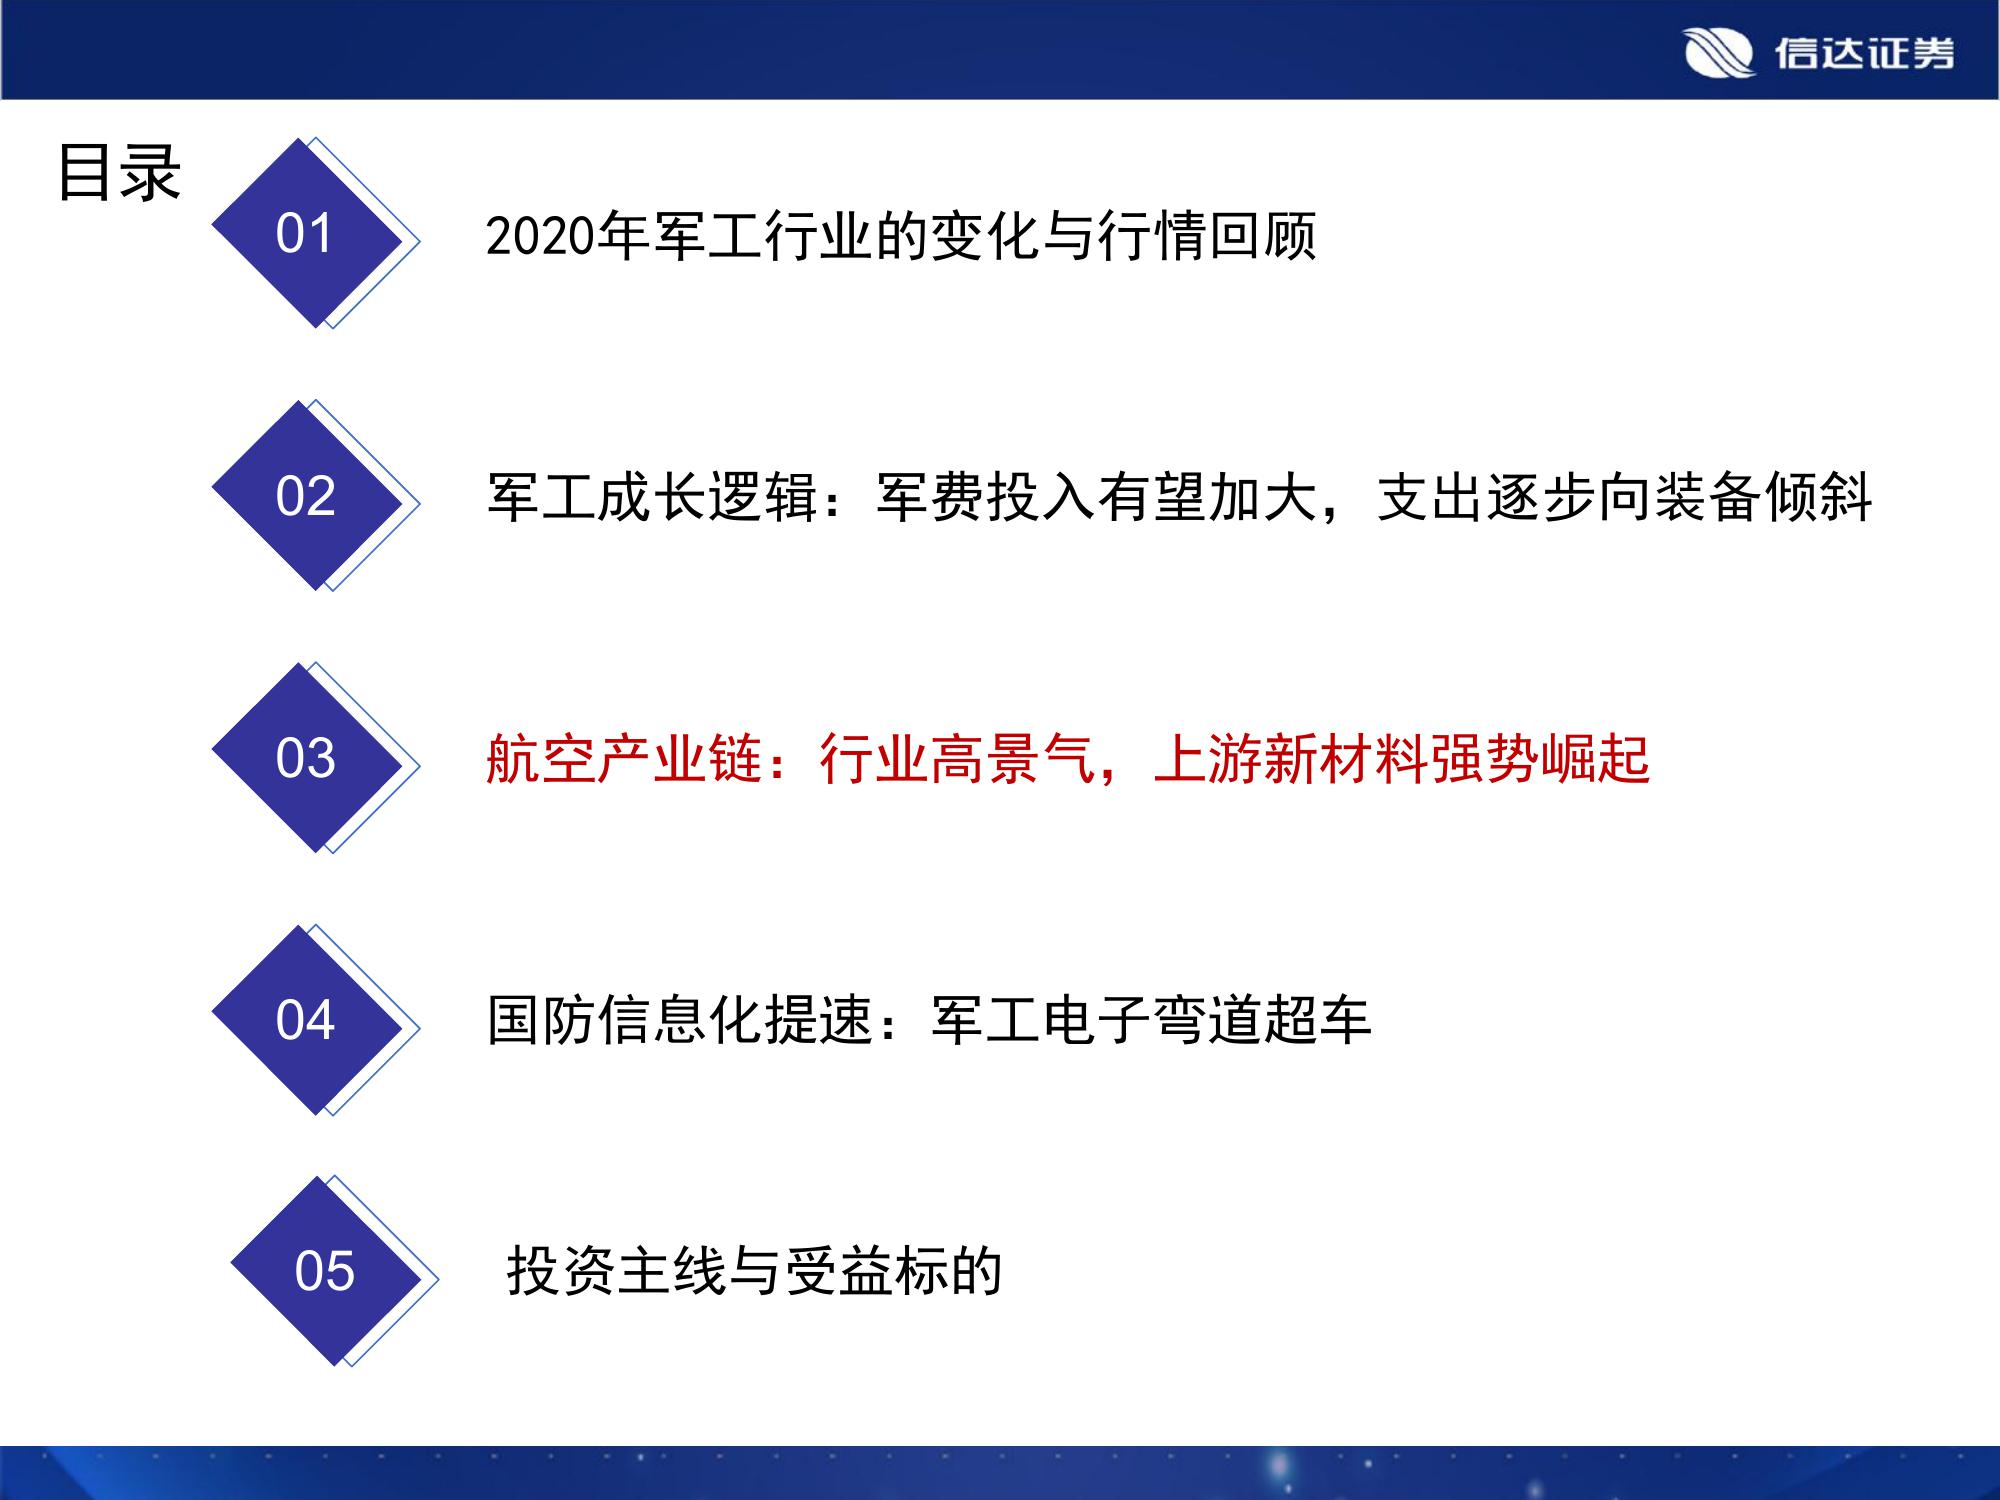 信达证券
目录
01
2020年军工行业的变化与行情回顾
02
军工成长逻辑：军费投入有望加大，支出逐步向装备倾斜
03
航空产业链：行业高景气，上游新材料强势崛起
04
国防信息化提速：军工电子弯道超车
05
投资主线与受益标的